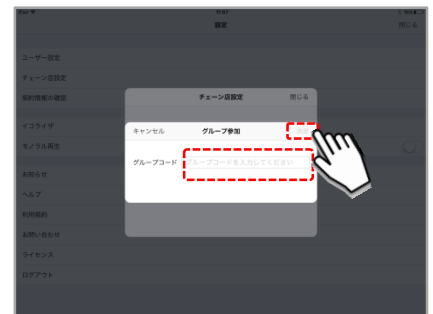 iPad
11:57
設定
閉じる
ユーザー設定
チェーン店設定
契約情報の確認
チェーン店設定
閉じる
イコライザ
キャンセル
グループ参加
決定
モノラル再生
グループコード
グループコードを入力してください
お知らせ
ヘルプ
利用規約
お問い合わせ
ライセンス
ログアウト